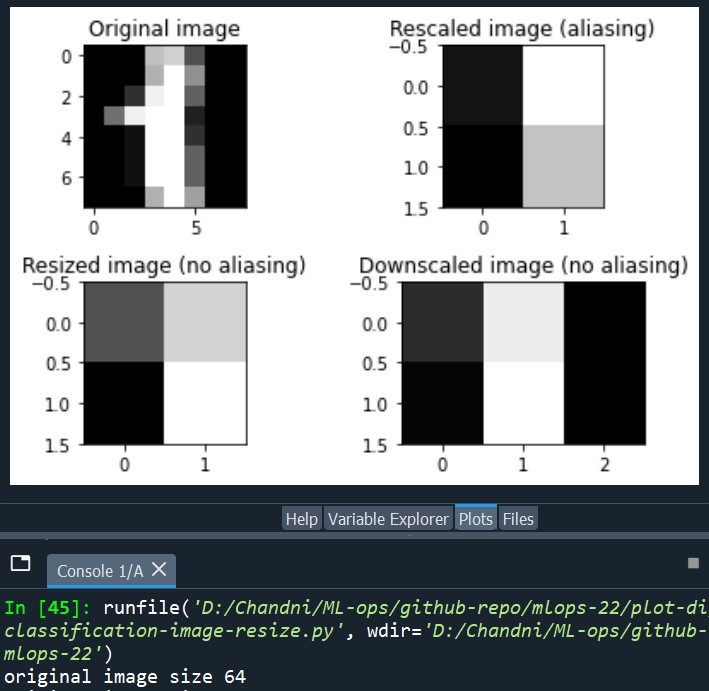 Original image
Rescaled image (aliasing)
0
2
4
6
0
5
−0.5
0.0
0.5
1.0
1.5
0
1
Resized image (no aliasing)
Downscaled image (no aliasing)
−0.5
0.0
0.5
1.0
1.5
0
1
−0.5
0.0
0.5
1.0
1.5
0
1
2
Help Variable Explorer Plots Files
Console 1/A
In [45]: runfile('D:/Chandni/ML-ops/github-repo/mlops-22/plot-di
classification-image-resize.py', wdir='D:/Chandni/ML-ops/github-
mlops-22')
original image size 64